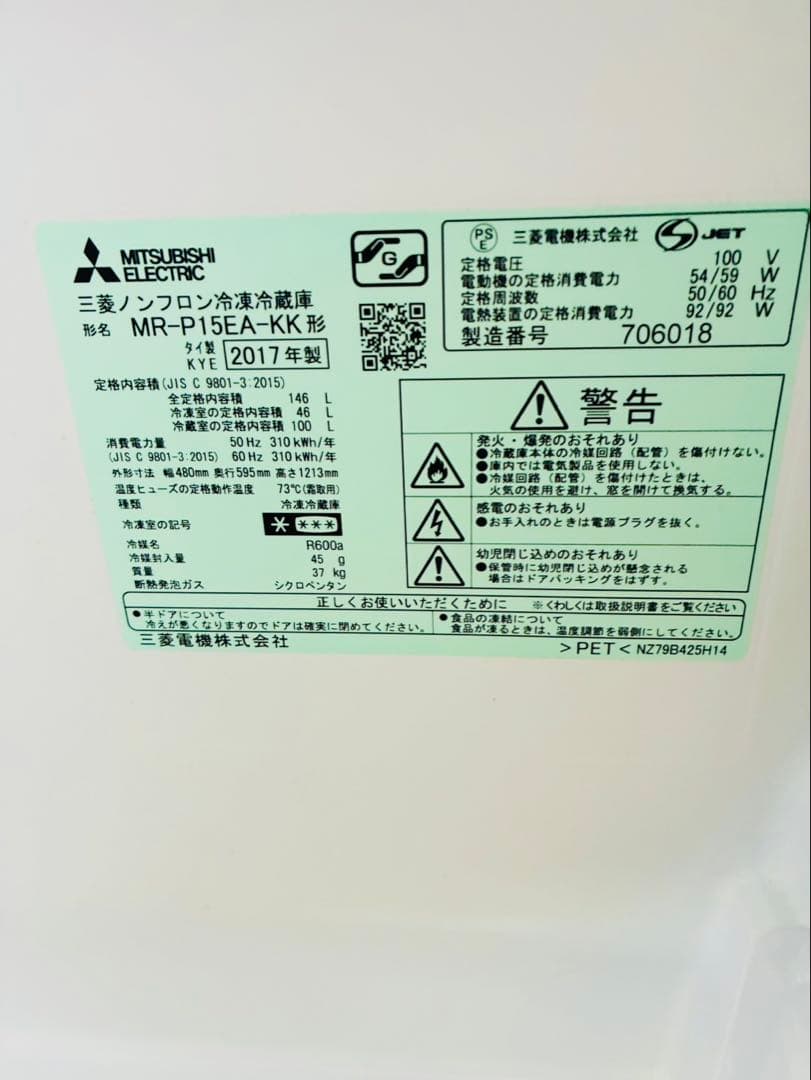 MITSUBISHI
ELECTRIC
G
三菱ノンフロン冷凍冷蔵庫
形名 MR-P15EA-KK形
タイ製
KYE 2017年製
定格内容積(JIS C 9801-3:2015)
全定格内容積 146 L
冷凍室の定格内容積 46 L
冷蔵室の定格内容積 100 L
消費電力量 50Hz 310kWh/年
(JIS C 9801-3:2015) 60Hz 310kWh/年
外形寸法 幅480mm 奥行595mm 高さ1213mm
温度ヒューズの定格動作温度 73℃(霜取用)
種類 冷凍冷蔵庫
冷凍室の記号 ****
冷媒名 R600a
冷媒封入量 45 g
質量 37 kg
断熱発泡ガス シクロペンタン
PS
E 三菱電機株式会社 S JET
定格電圧 100 V
電動機の定格消費電力 54/59 W
定格周波数 50/60 Hz
電熱装置の定格消費電力 92/92 W
製造番号 706018
警告
発火・爆発のおそれあり
●冷蔵庫本体の冷媒回路(配管)を傷付けない。
●庫内では電気製品を使用しない。
●冷媒回路(配管)を傷付けたときは、
火気の使用を避け、窓を開けて換気する。
感電のおそれあり
●お手入れのときは電源プラグを抜く。
幼児閉じ込めのおそれあり
●保管時に幼児閉じ込めが懸念される
場合はドアパッキングをはずす。
正しくお使いいただくために ※くわしくは取扱説明書をご覧ください
●半ドアについて
冷えが悪くなりますのでドアは確実に閉めてください。
●食品の凍結について
食品が凍るときは、温度調節を弱側にしてください。
三菱電機株式会社
>PET< NZ79B425H14